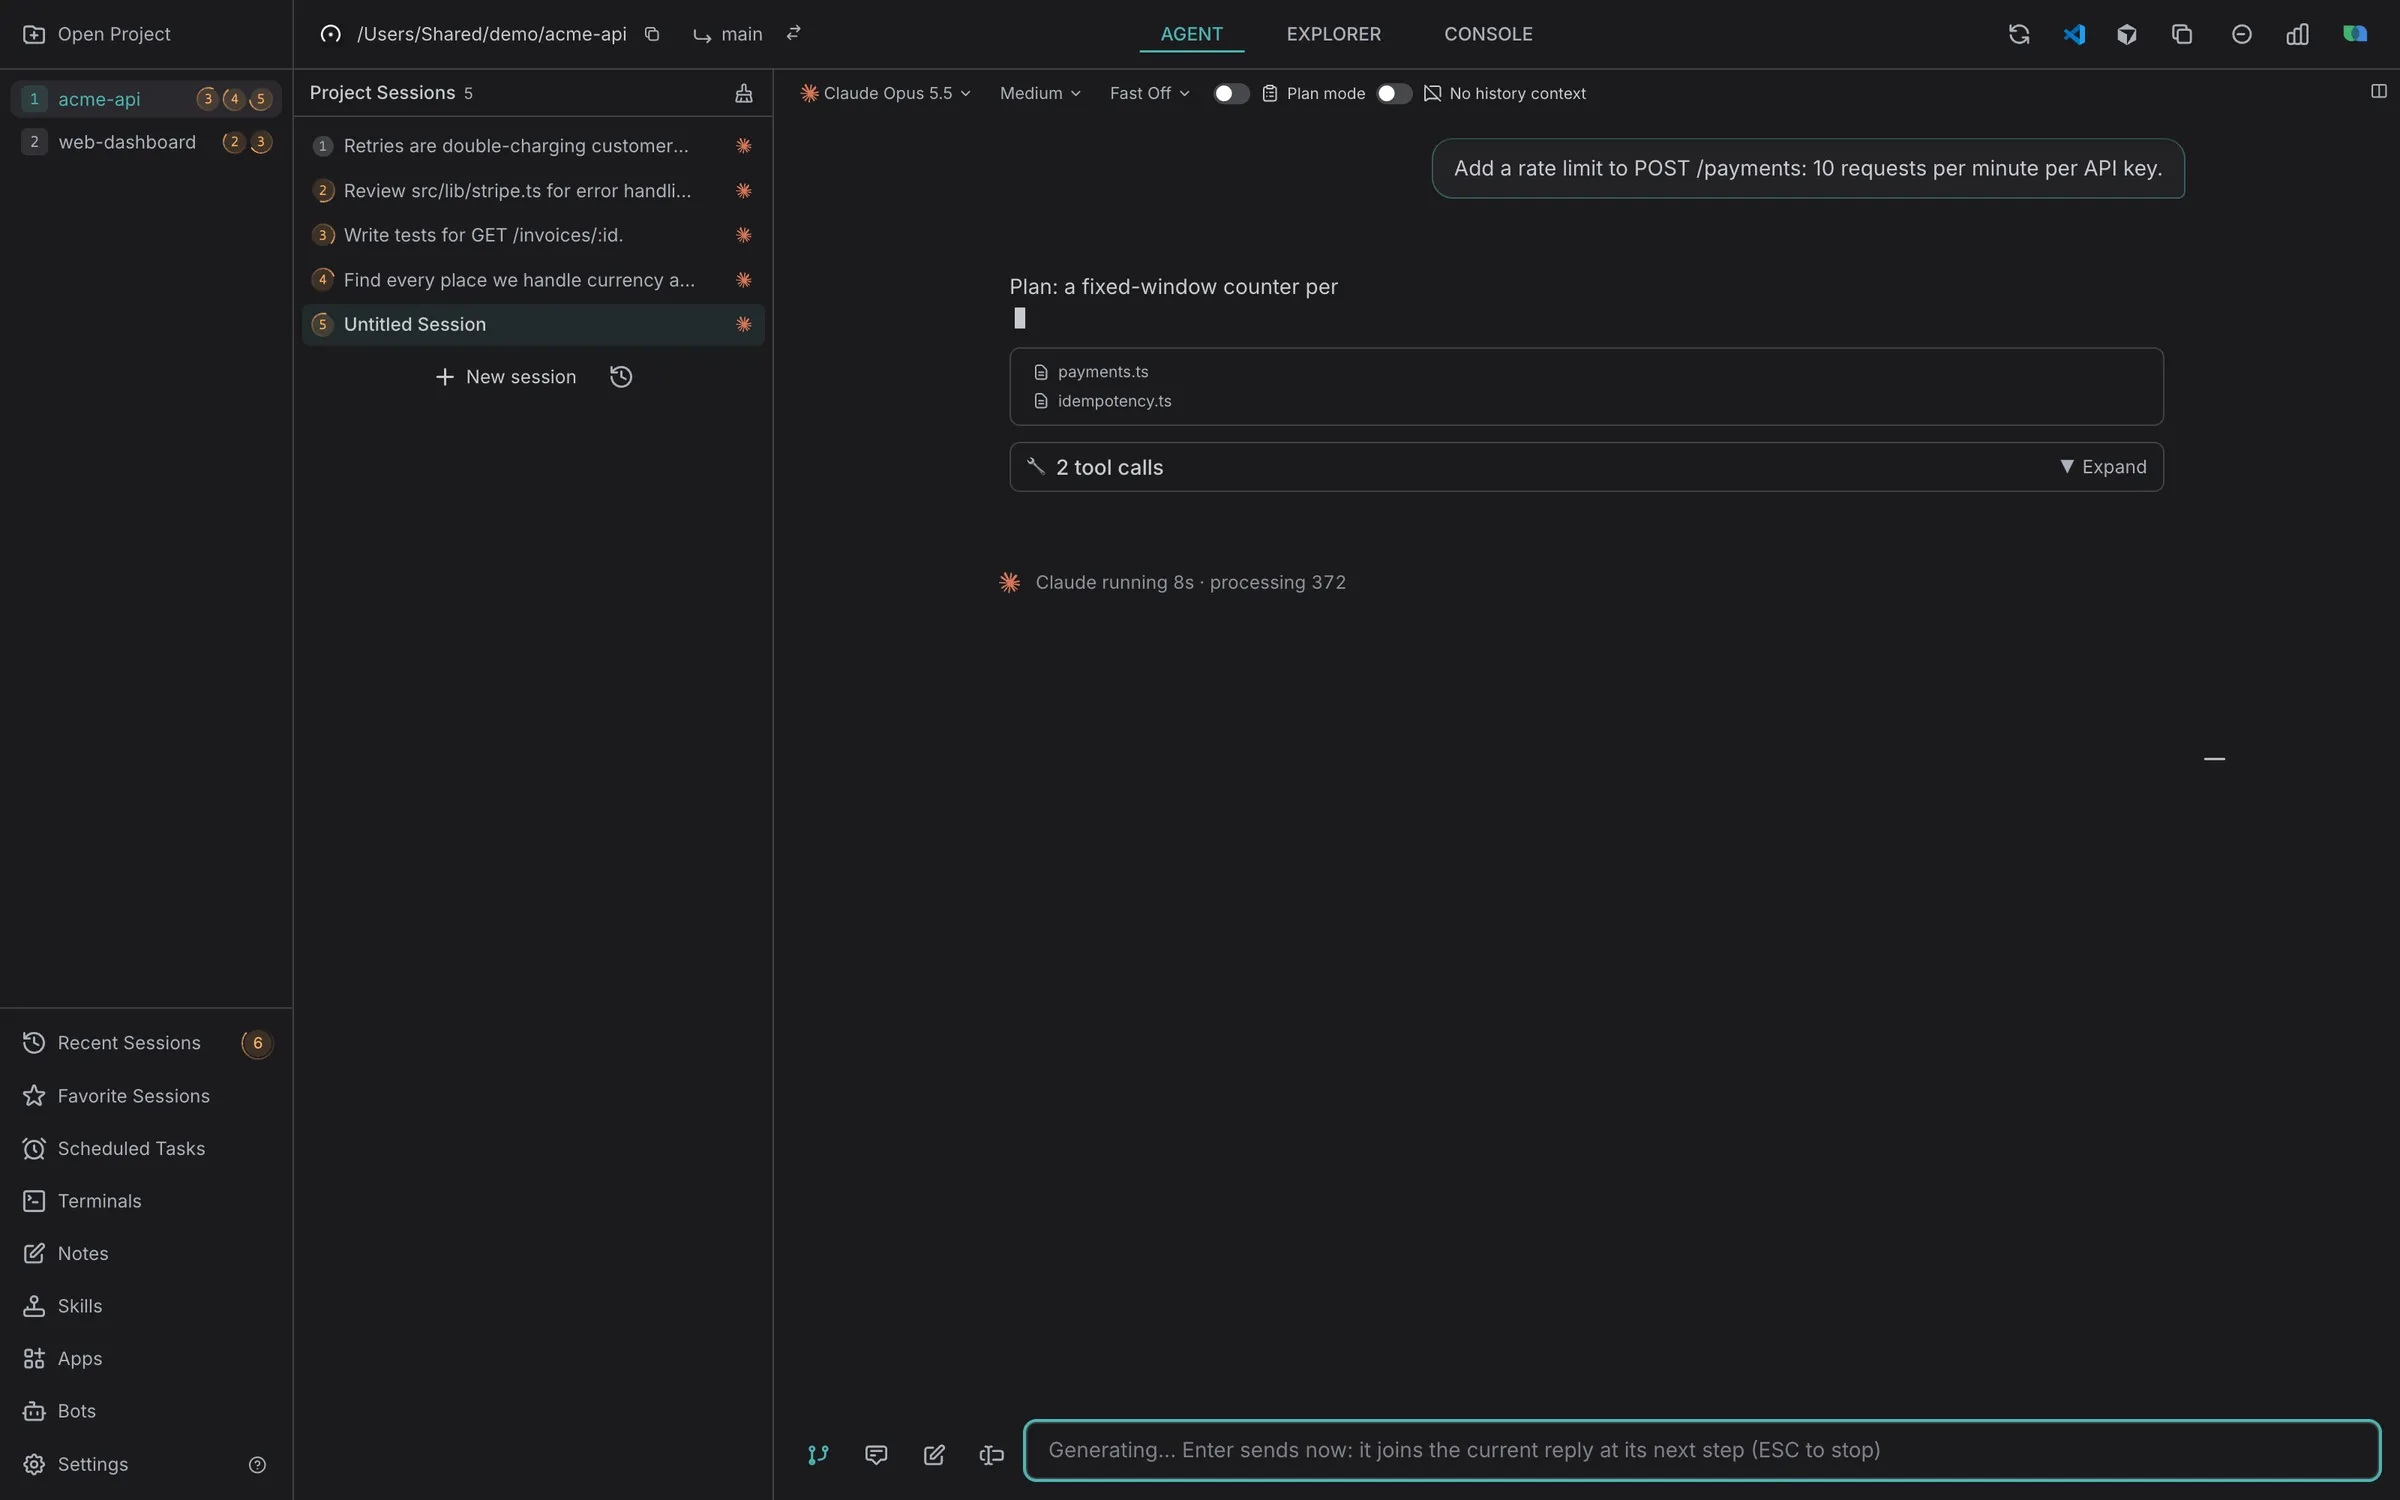 Open Project
/Users/Shared/demo/acme-api
main
AGENT
EXPLORER
CONSOLE
1 acme-api 3 4 5
2 web-dashboard 2 3
Project Sessions 5
1 Retries are double-charging customer...
2 Review src/lib/stripe.ts for error handli...
3 Write tests for GET /invoices/:id.
4 Find every place we handle currency a...
5 Untitled Session
New session
Claude Opus 5.5
Medium
Fast Off
Plan mode
No history context
Add a rate limit to POST /payments: 10 requests per minute per API key.
Plan: a fixed-window counter per
payments.ts
idempotency.ts
2 tool calls
Expand
Claude running 8s · processing 372
Recent Sessions 6
Favorite Sessions
Scheduled Tasks
Terminals
Notes
Skills
Apps
Bots
Settings
Generating... Enter sends now: it joins the current reply at its next step (ESC to stop)